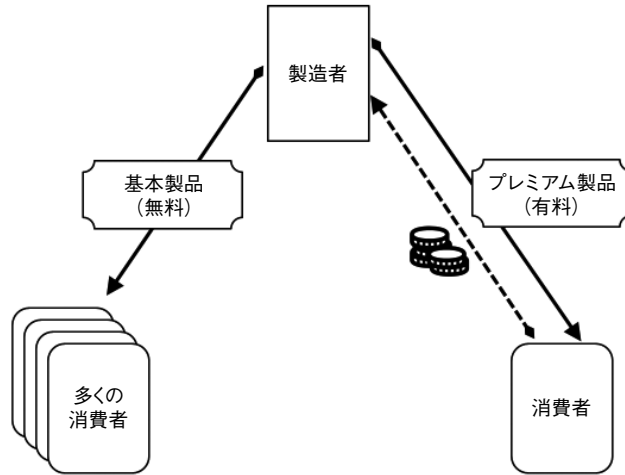 製造者
基本製品
（無料）
プレミアム製品
（有料）
多くの
消費者
消費者